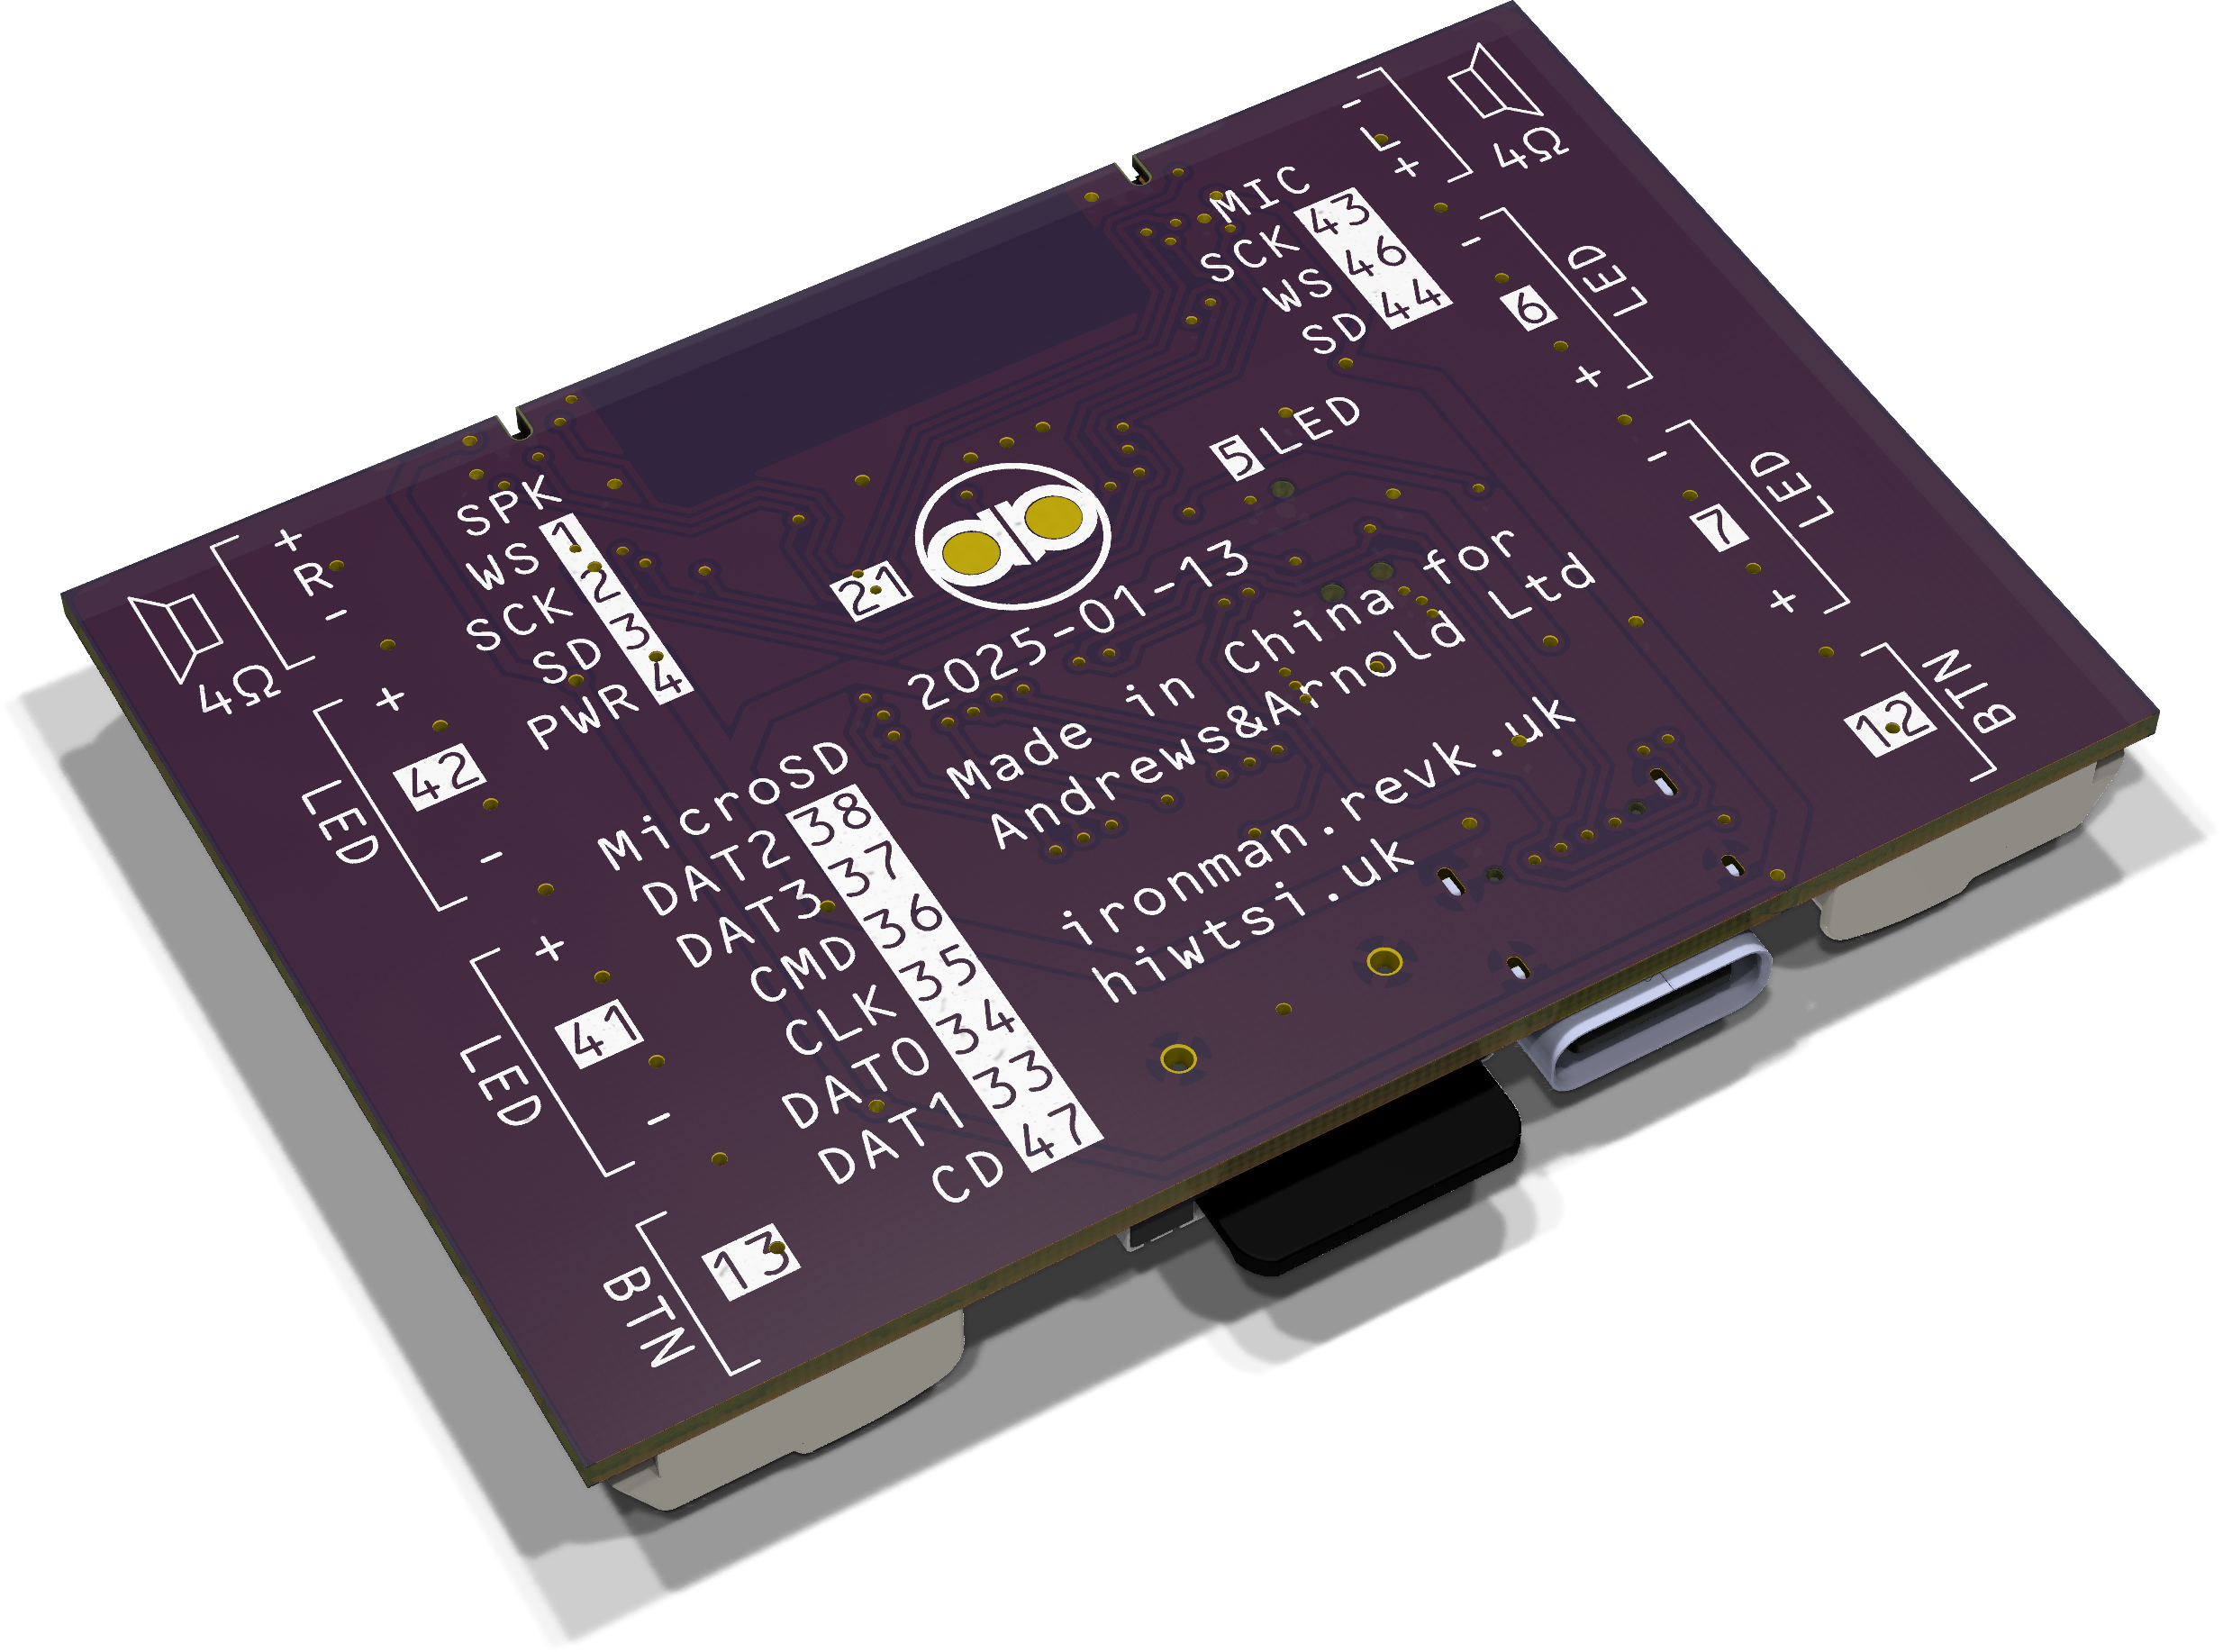 4Ω
- L +
MIC
SCK 43
WS 46
SD 44
LED
- 6 +
5 LED
LED
- 7 +
BTN
12
+ R -
4Ω
SPK
WS 1
SCK 2
SD 3
PWR 4
21
2025-01-13
Made in China for
Andrews&Arnold Ltd
ironman.revk.uk
hiwtsi.uk
+ 42 -
LED
MicroSD
DAT2 38
DAT3 37
CMD 36
CLK 35
DAT0 34
DAT1 33
CD 47
+ 41 -
LED
13
BTN